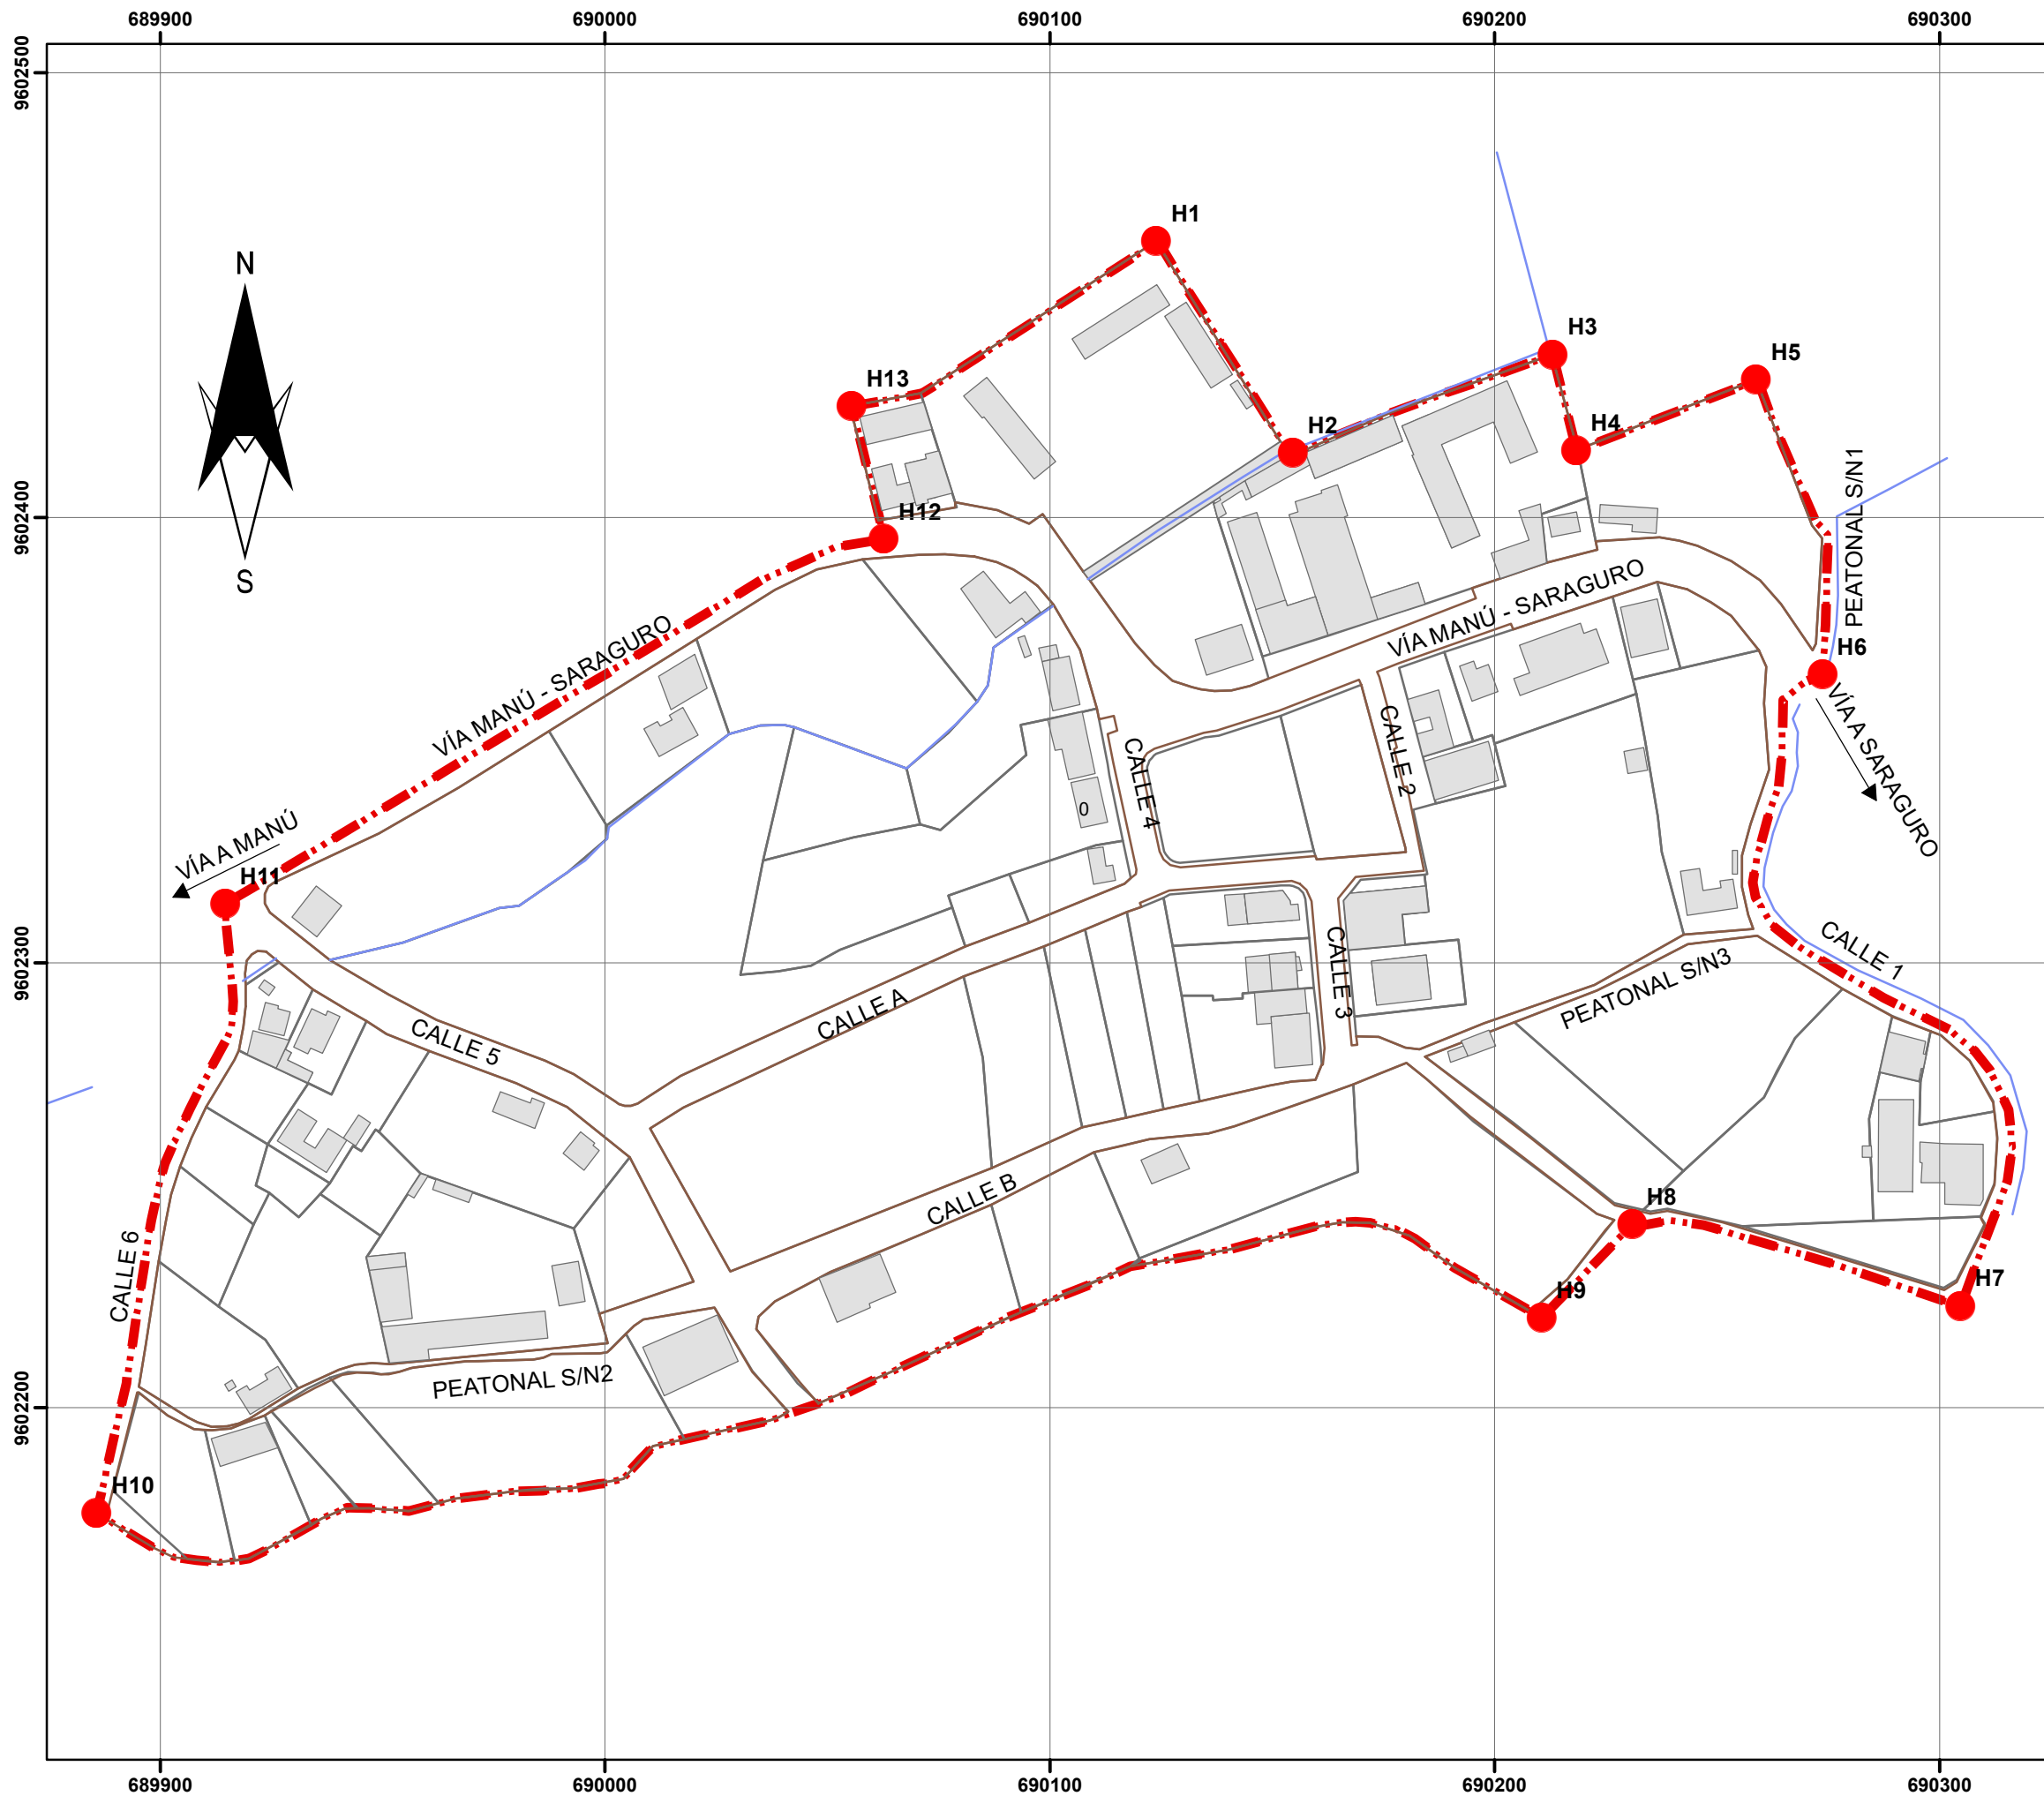 689900
690000
690100
690200
690300
9602500
H1
N
H3
H5
H13
H2
H4
9602400
H12
PEATONAL S/N1
S
VÍA MANÚ - SARAGURO
VÍA MANÚ - SARAGURO
H6
VÍA A SARAGURO
CALLE 2
CALLE 4
0
VÍA A MANÚ
H11
9602300
CALLE 1
CALLE 3
PEATONAL S/N3
CALLE A
CALLE 5
CALLE B
H8
CALLE 6
H7
H9
PEATONAL S/N2
9602200
H10
689900
690000
690100
690200
690300